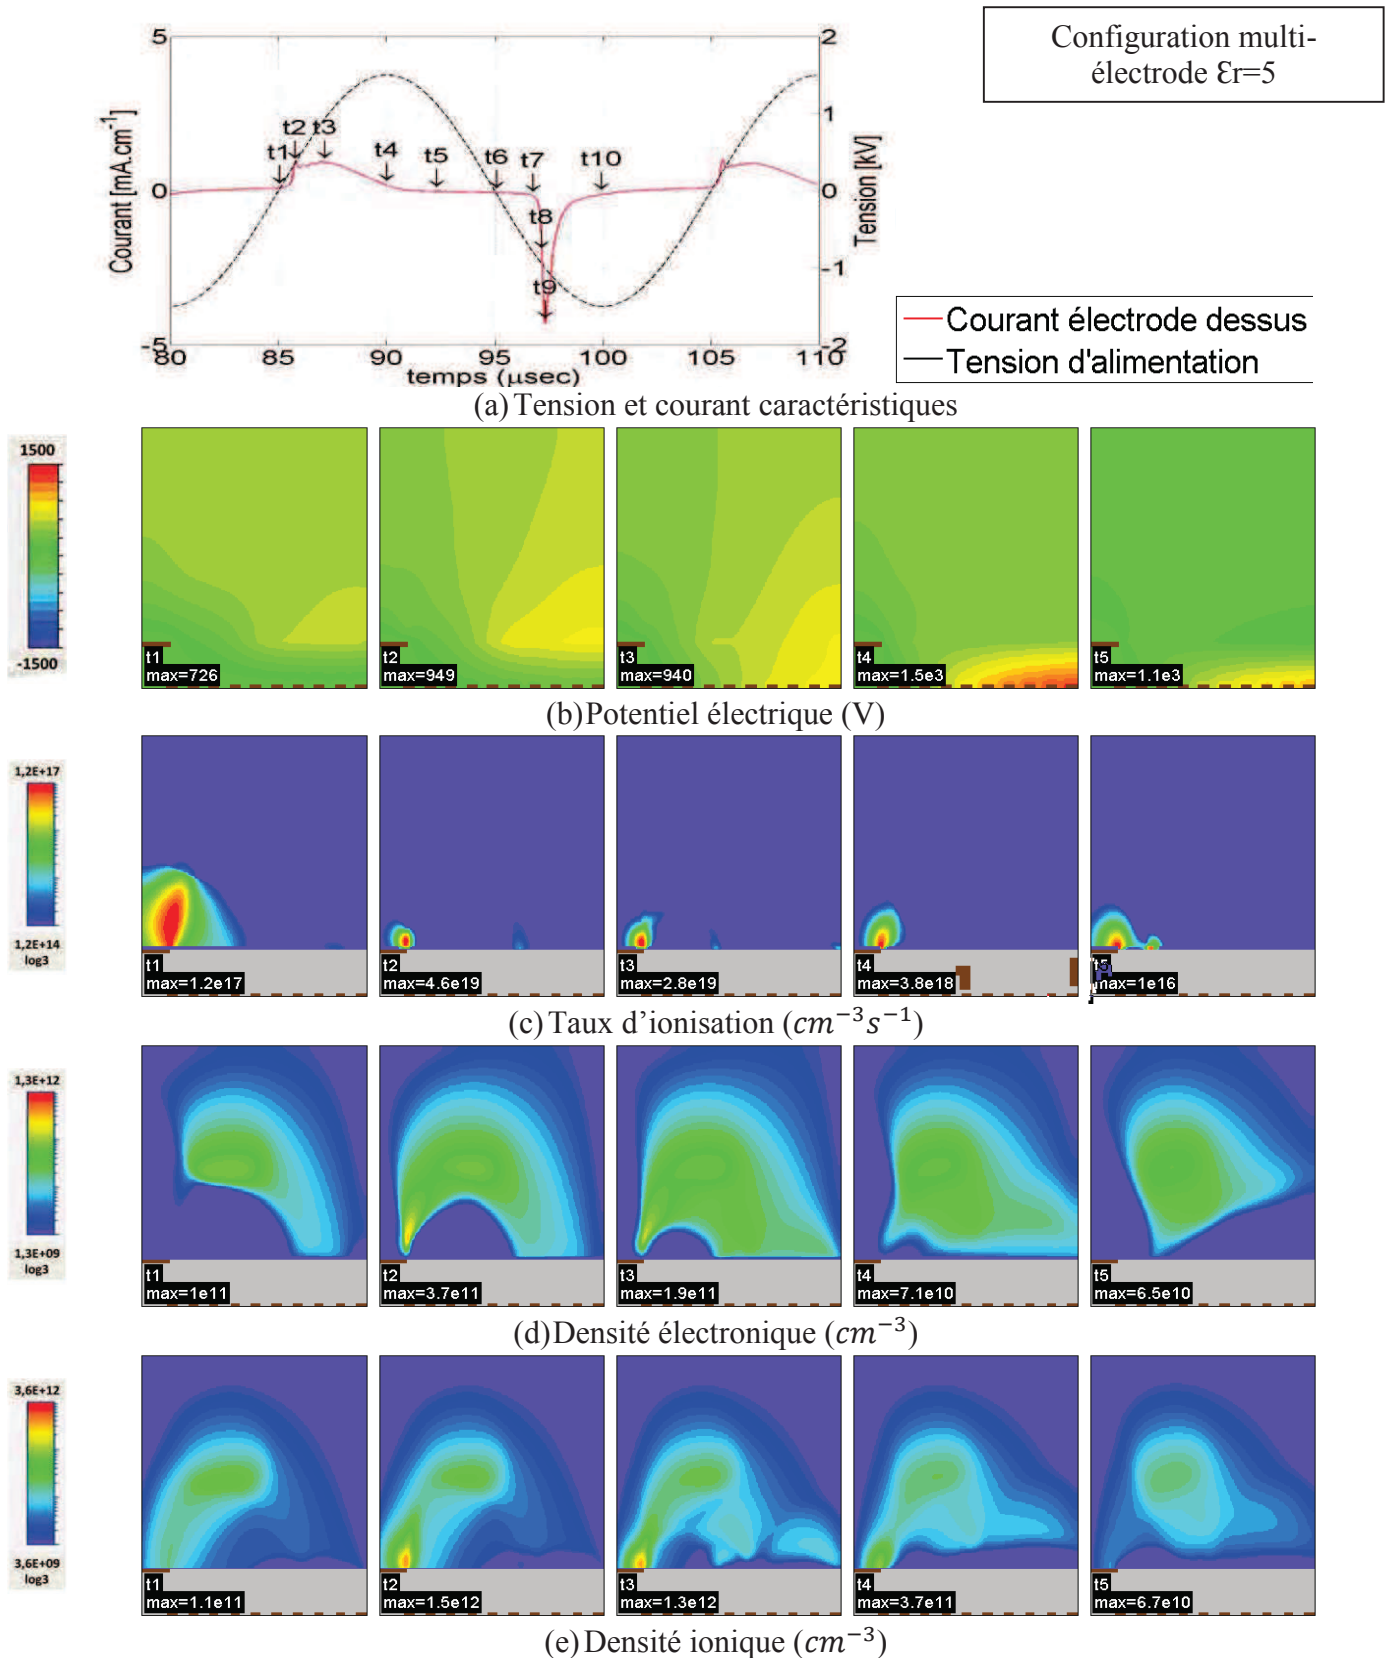 Configuration multi-
électrode Ɛr=5
5
2
t2 t3
1
t1
t4
t5
t6
t7
t10
0
0
t8
-1
t9
-5
-2
80
85
90
95
100
105
110
Courant [mA.cm⁻¹]
Tension [kV]
temps (µsec)
Courant électrode dessus
Tension d'alimentation
(a) Tension et courant caractéristiques
1500
-1500
t1
max=726
t2
max=949
t3
max=940
t4
max=1.5e3
t5
max=1.1e3
(b) Potentiel électrique (V)
1,2E+17
1,2E+14
log3
t1
max=1.2e17
t2
max=4.6e19
t3
max=2.8e19
t4
max=3.8e18
t5
max=1e16
(c) Taux d'ionisation (cm⁻³s⁻¹)
1,3E+12
1,3E+09
log3
t1
max=1e11
t2
max=3.7e11
t3
max=1.9e11
t4
max=7.1e10
t5
max=6.5e10
(d) Densité électronique (cm⁻³)
3,6E+12
3,6E+09
log3
t1
max=1.1e11
t2
max=1.5e12
t3
max=1.3e12
t4
max=3.7e11
t5
max=6.7e10
(e) Densité ionique (cm⁻³)